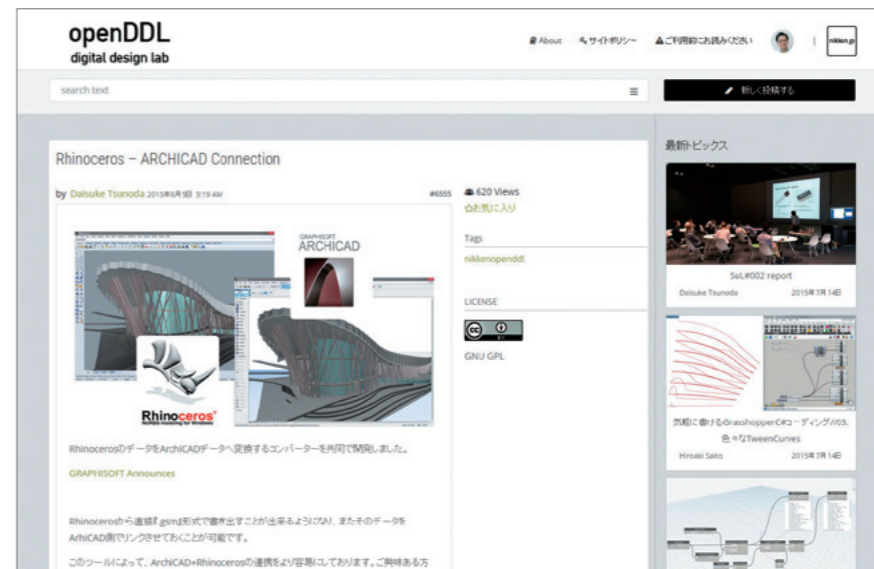 openDDL
digital design lab
About
サイトポリシー
ご利用前にお読みください
nikken.jp
search text
新しく投稿する
Rhinoceros – ARCHICAD Connection
by Daisuke Tsunoda 2015年6月9日 3:19 AM
#6555
GRAPHISOFT
ARCHICAD
Rhinoceros
NURBS modeling for Windows
RhinocerosのデータをArchiCADデータへ変換するコンバーターを共同で開発しました。
GRAPHISOFT Announces
Rhinocerosから直接『.gsm』形式で書き出すことが出来るようになり、またそのデータを
ArhiCAD側でリンクさせておくことが可能です。
このツールによって、ArchiCAD+Rhinocerosの連携をより容易にしております。ご興味ある方
620 Views
お気に入り
Tags
nikkenopenddl
LICENSE
cc
BY
GNU GPL
最新トピックス
SuL#002 report
Daisuke Tsunoda
2015年 7月 14日
気軽に書けるGrasshopperC#コーディング//03.
色々なTweenCurves
Hiroaki Saito
2015年 7月 14日